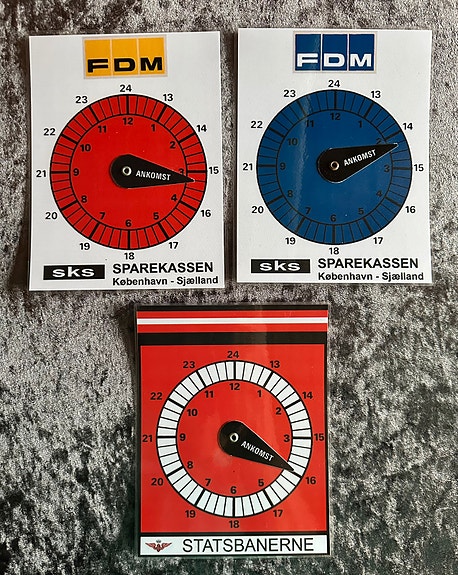 FDM
24
23 13
12
22 11 1 14
10 2
21 9 ANKOMST 3 15
8 4
20 7 5 16
6
19 17
18
sks SPAREKASSEN
København - Sjælland
FDM
24
23 13
12
22 11 1 14
10
ANKOMST
21 9 3 15
8 4
20 7 5 16
6
19 17
18
sks SPAREKASSEN
København - Sjælland
24
23 13
12
22 11 1 14
10 2
21 9 3 15
ANKOMST
8
20 7 5 16
6
19 17
18
STATSBANERNE